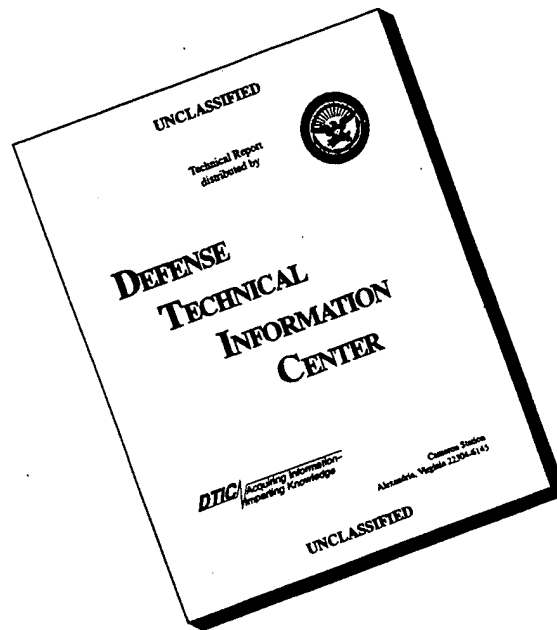 UNCLASSIFIED
Technical Report
distributed by
DEFENSE
TECHNICAL
INFORMATION
CENTER
DTIC Acquiring Information–
Imparting Knowledge
Cameron Station
Alexandria, Virginia 22304-6145
UNCLASSIFIED